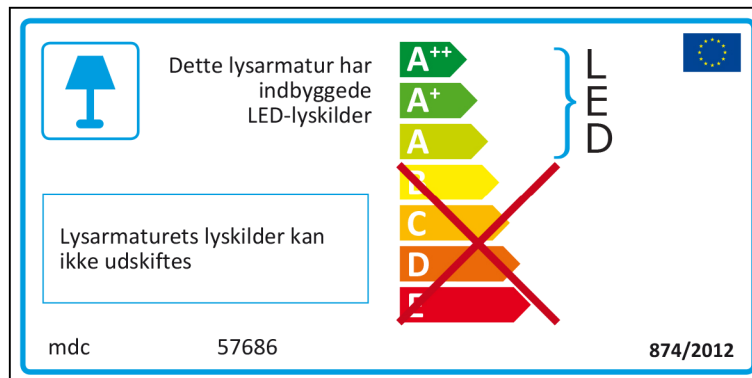 Dette lysarmatur har
indbyggede
LED-lyskilder
A++
A+
A
B
C
D
E
L
E
D
Lysarmaturets lyskilder kan
ikke udskiftes
mdc 57686
874/2012